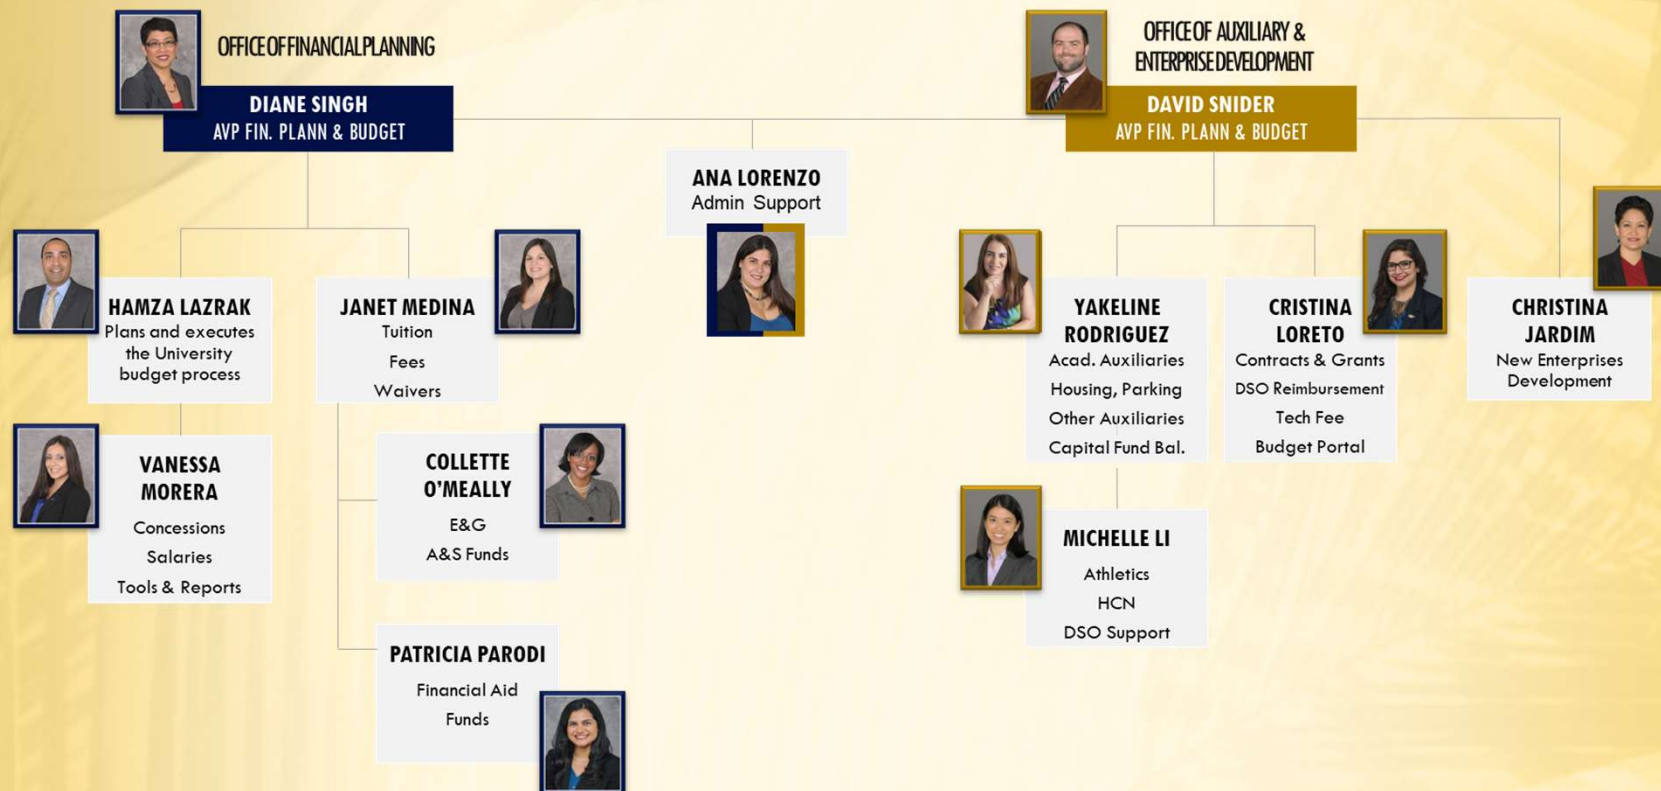 OFFICE OF FINANCIAL PLANNING
DIANE SINGH
AVP FIN. PLANN & BUDGET
OFFICE OF AUXILIARY &
ENTERPRISE DEVELOPMENT
DAVID SNIDER
AVP FIN. PLANN & BUDGET
ANA LORENZO
Admin Support
HAMZA LAZRAK
Plans and executes
the University
budget process
JANET MEDINA
Tuition
Fees
Waivers
VANESSA
MORERA
Concessions
Salaries
Tools & Reports
COLLETTE
O’MEALLY
E&G
A&S Funds
PATRICIA PARODI
Financial Aid
Funds
YAKELINE
RODRIGUEZ
Acad. Auxiliaries
Housing, Parking
Other Auxiliaries
Capital Fund Bal.
CRISTINA
LORETO
Contracts & Grants
DSO Reimbursement
Tech Fee
Budget Portal
CHRISTINA
JARDIM
New Enterprises
Development
MICHELLE LI
Athletics
HCN
DSO Support